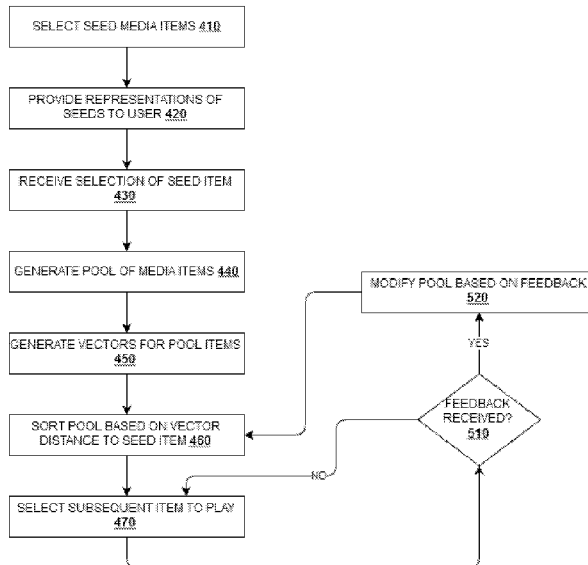 SELECT SEED MEDIA ITEMS 410
PROVIDE REPRESENTATIONS OF
SEEDS TO USER 420
RECEIVE SELECTION OF SEED ITEM
430
GENERATE POOL OF MEDIA ITEMS 440
MODIFY POOL BASED ON FEEDBACK
520
GENERATE VECTORS FOR POOL ITEMS
450
YES
FEEDBACK
RECEIVED?
510
SORT POOL BASED ON VECTOR
DISTANCE TO SEED ITEM 460
NO
SELECT SUBSEQUENT ITEM TO PLAY
470